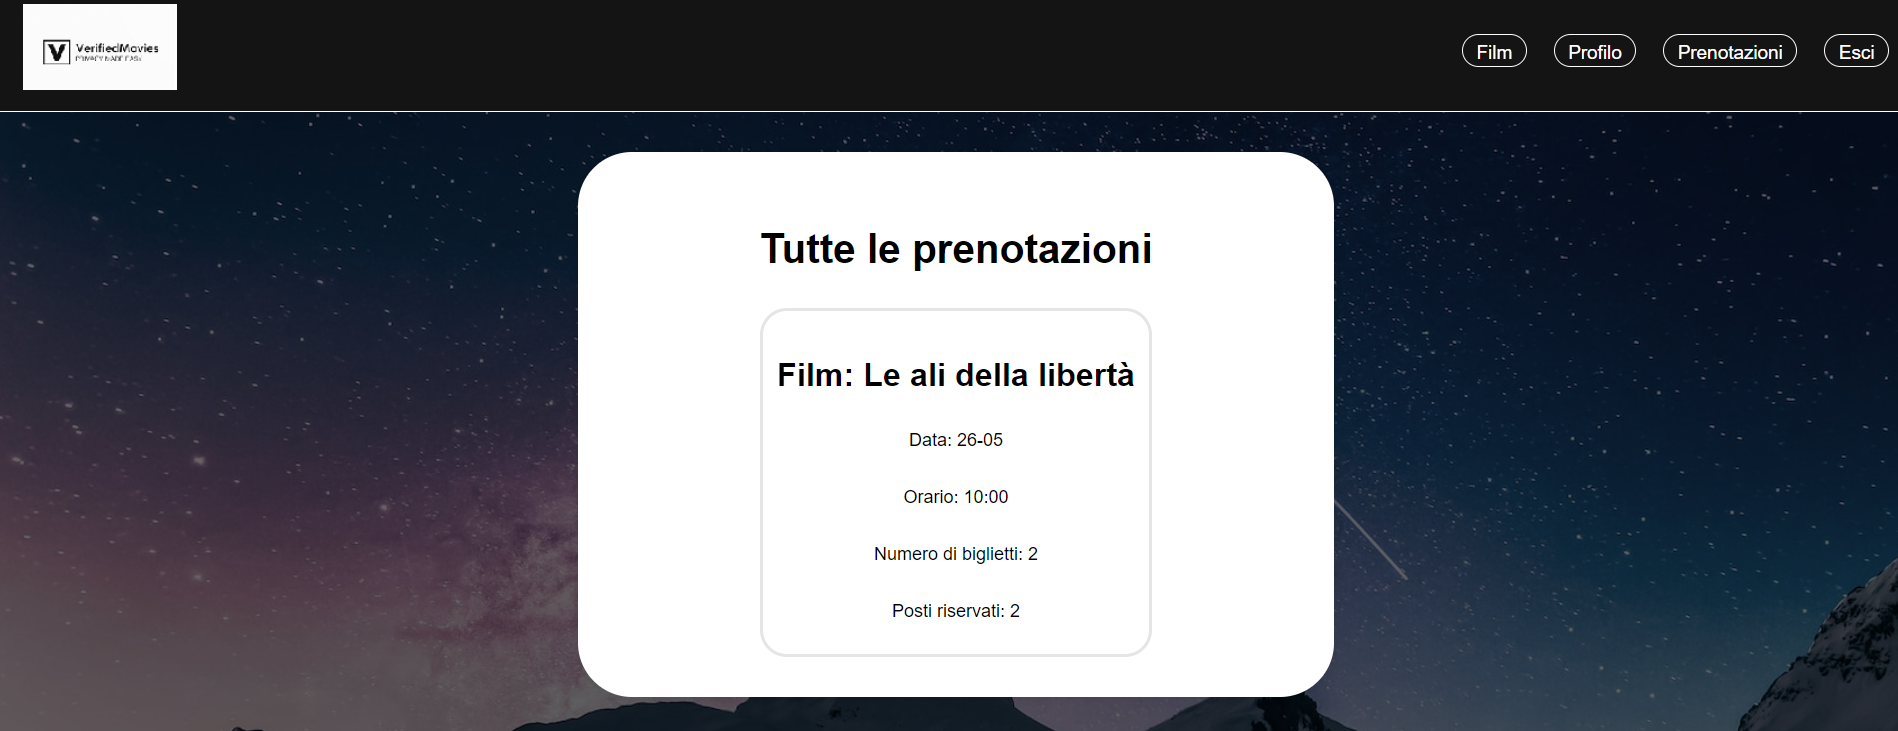 VerifiedMovies
Film
Profilo
Prenotazioni
Esci
Tutte le prenotazioni
Film: Le ali della libertà
Data: 26-05
Orario: 10:00
Numero di biglietti: 2
Posti riservati: 2